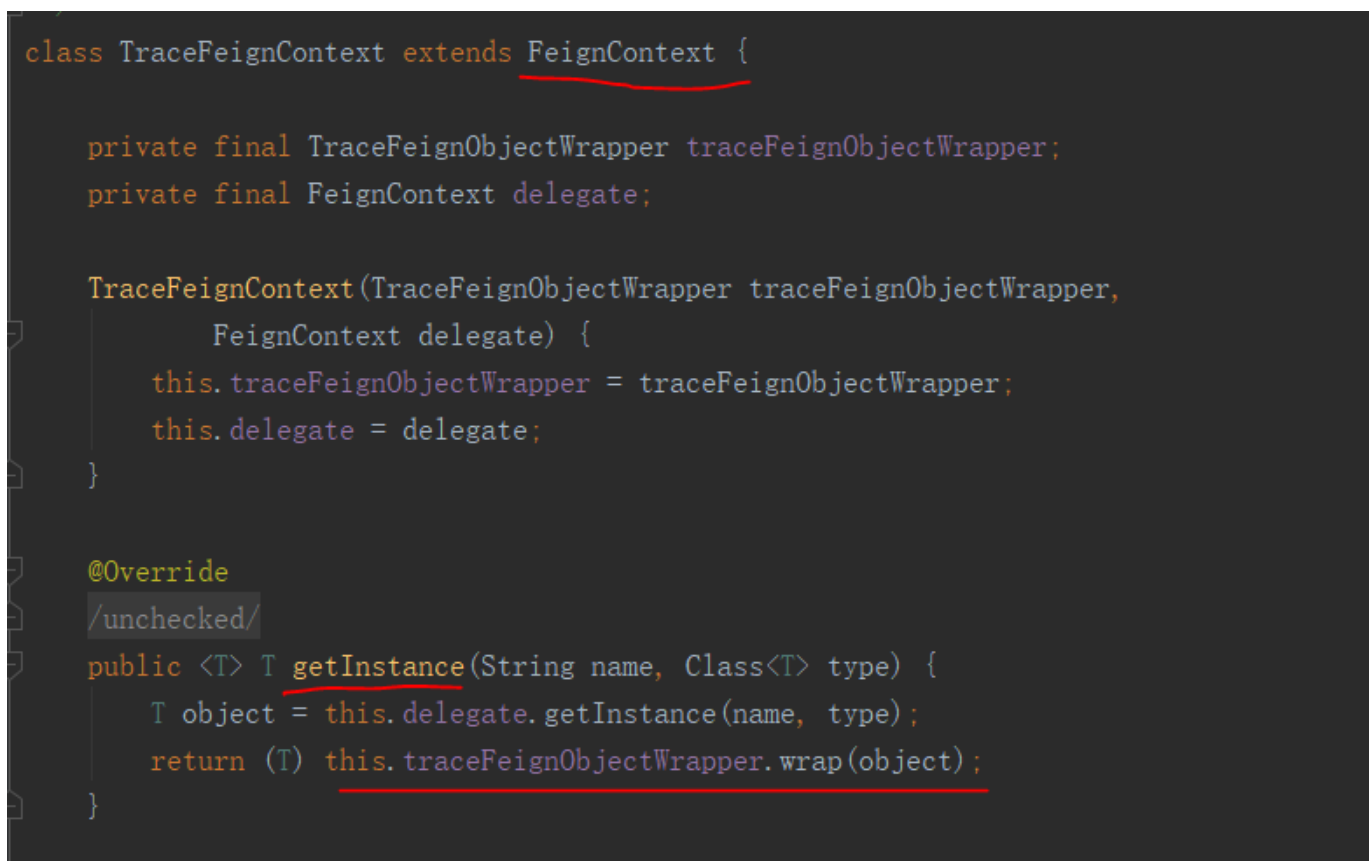 class TraceFeignContext extends FeignContext {
private final TraceFeignObjectWrapper traceFeignObjectWrapper;
private final FeignContext delegate;
TraceFeignContext(TraceFeignObjectWrapper traceFeignObjectWrapper,
FeignContext delegate) {
this.traceFeignObjectWrapper = traceFeignObjectWrapper;
this.delegate = delegate;
}
@Override
/unchecked/
public <T> T getInstance(String name, Class<T> type) {
T object = this.delegate.getInstance(name, type);
return (T) this.traceFeignObjectWrapper.wrap(object);
}